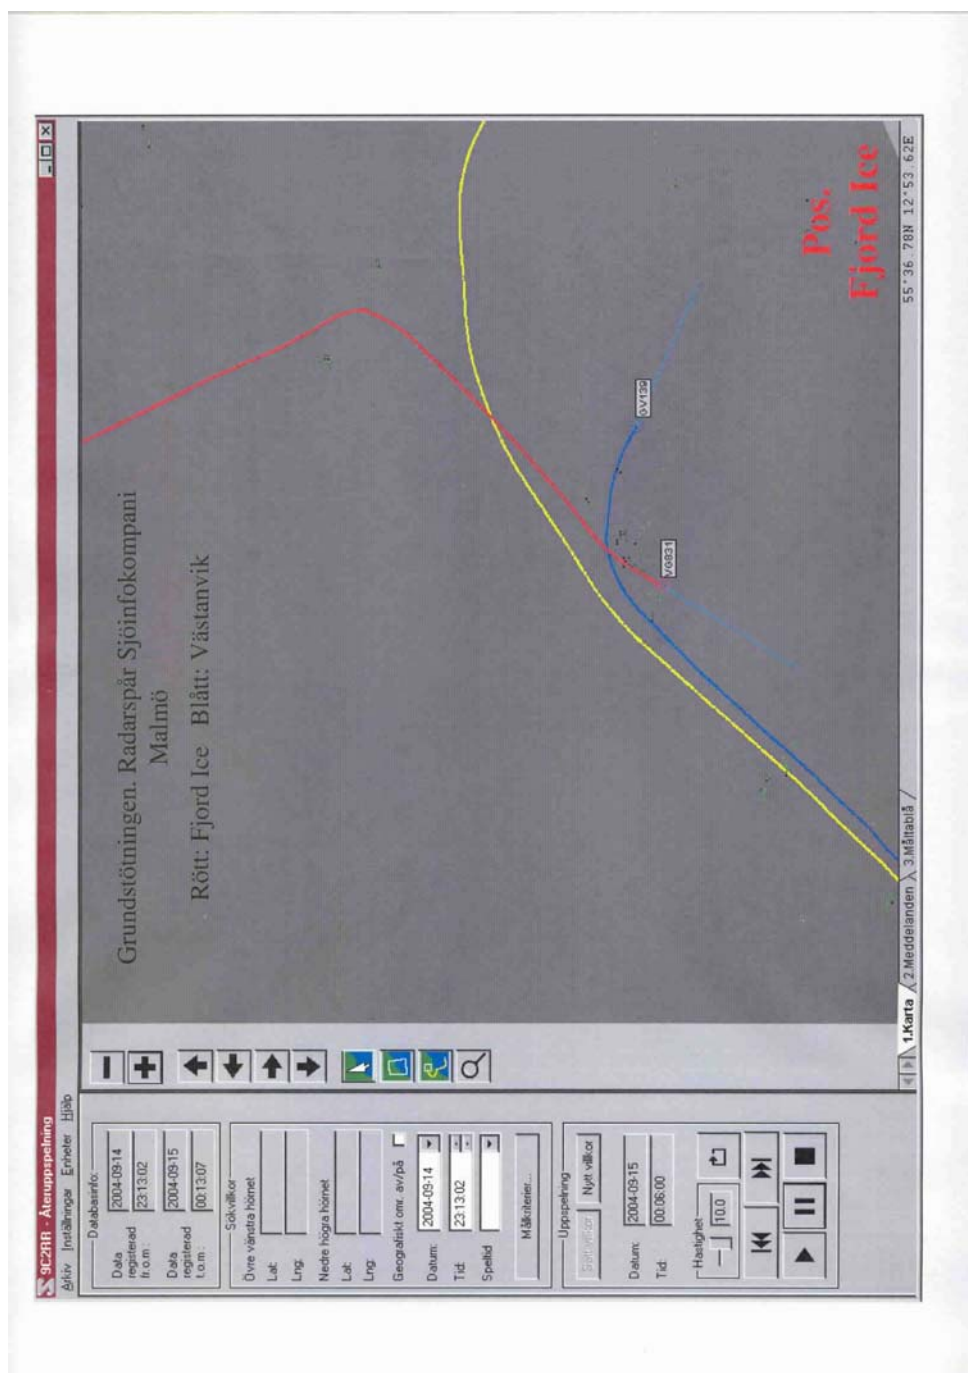 9C2RR - Återuppspelning
Arkiv Inställningar Enheter Hjälp
Databasinfo:
Data registerad fr.o.m :
2004-09-14
23:13:02
Data registerad t.o.m :
2004-09-15
00:13:07
Sökvillkor
Övre vänstra hörnet
Lat:
Lng:
Nedre högra hörnet
Lat:
Lng:
Geografiskt omr. av/på
Datum: 2004-09-14
Tid: 23:13:02
Speltid
Målkriterier...
Uppspelning
Nytt villkor
Datum: 2004-09-15
Tid: 00:06:00
Hastighet
10.0
Grundstötningen. Radarspår Sjöinfokompani
Malmö
Rött: Fjord Ice Blått: Västanvik
GV139
VG831
Pos.
Fjord Ice
1.Karta 2.Meddelanden 3.Måltablå
55°36.78N 12°53.62E